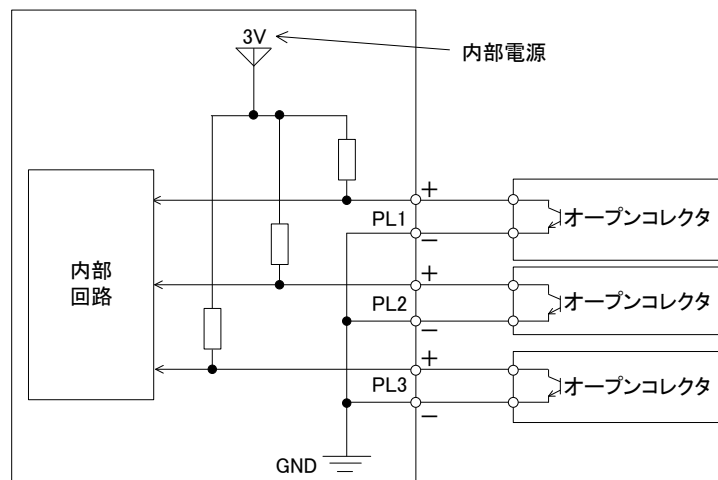 3V
内部電源
+
PL1
−
オープンコレクタ
内部
回路
+
PL2
−
オープンコレクタ
+
PL3
−
オープンコレクタ
GND